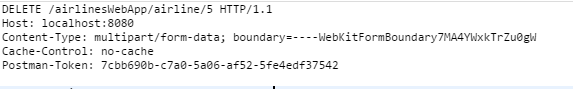 DELETE /airlinesWebApp/airline/5 HTTP/1.1
Host: localhost:8080
Content-Type: multipart/form-data; boundary=----WebKitFormBoundary7MA4YWxkTrZu0gW
Cache-Control: no-cache
Postman-Token: 7cbb690b-c7a0-5a06-af52-5fe4edf37542